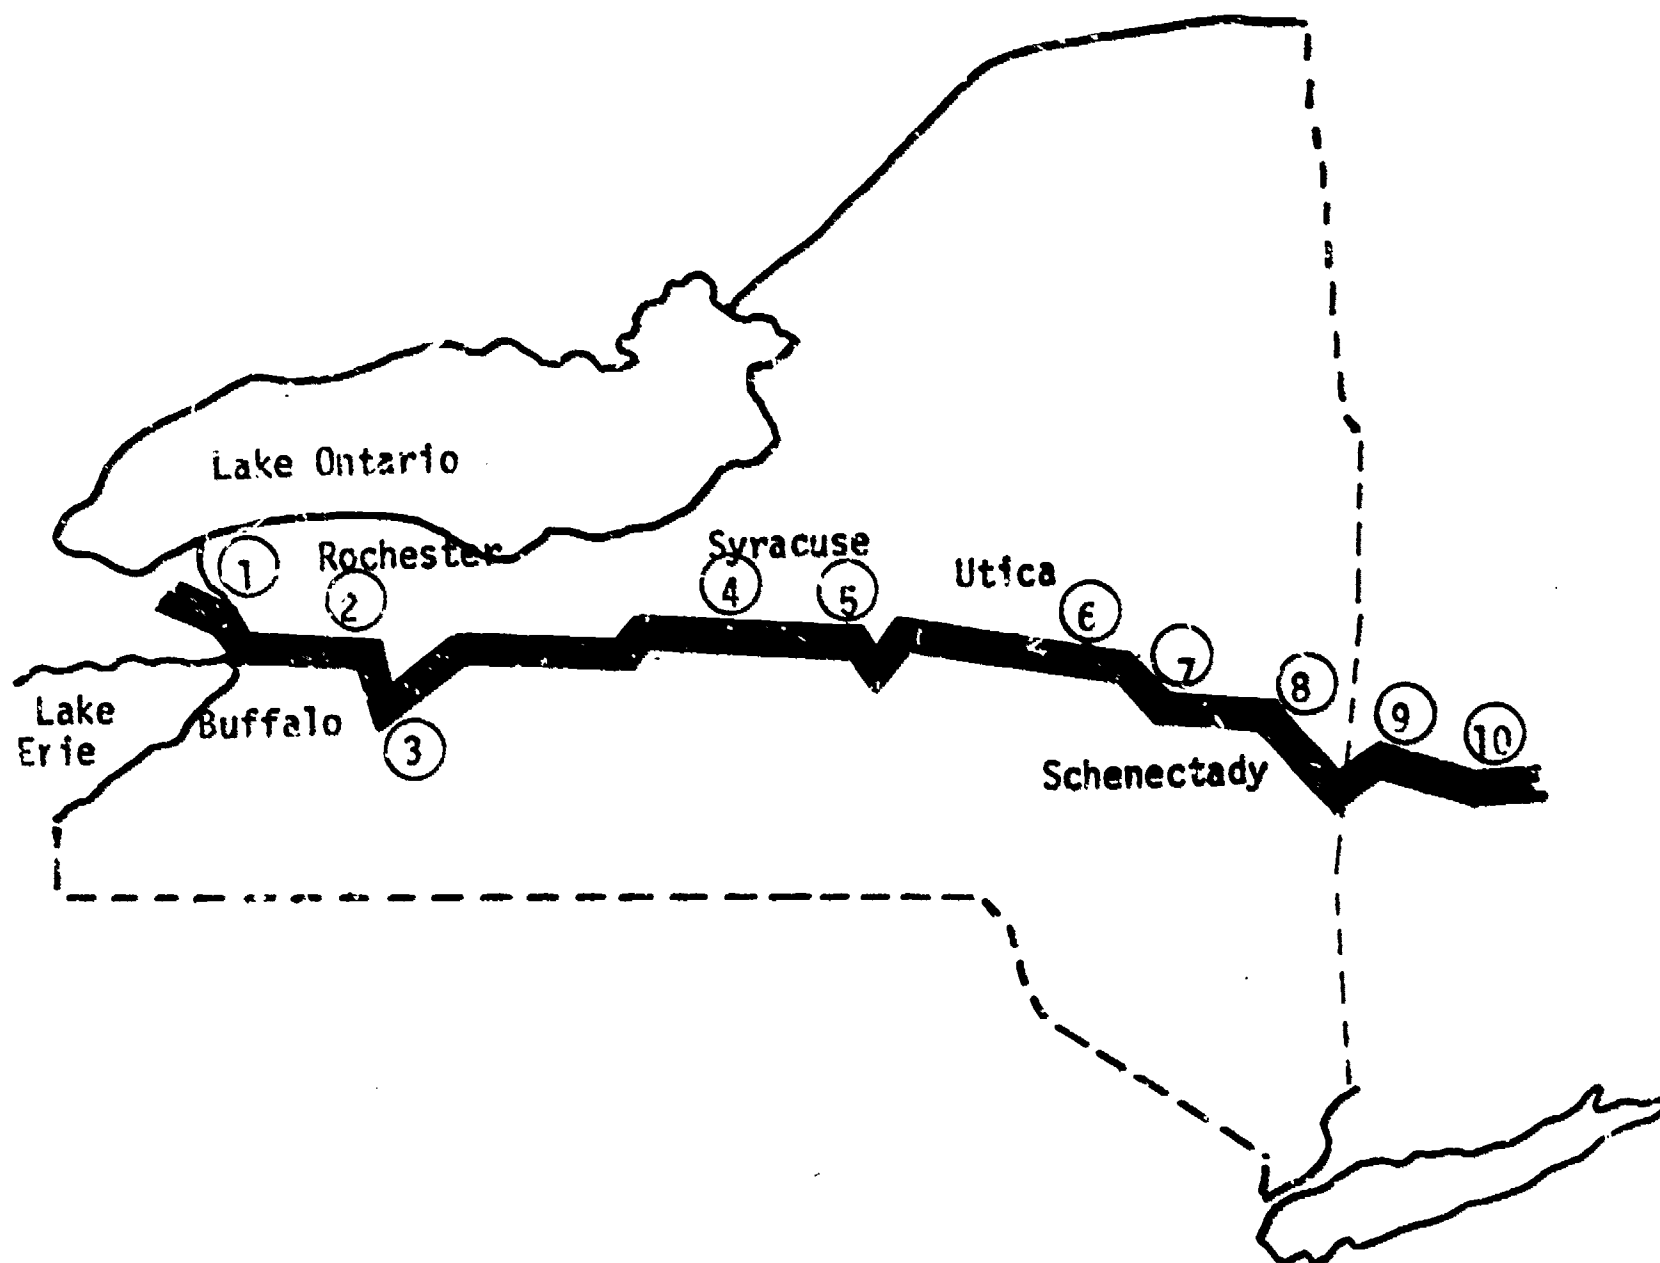 Lake Ontario
Syracuse
1
Rochester
Utica
2
4
5
6
7
8
Lake
Erie
Buffalo
3
9
10
Schenectady